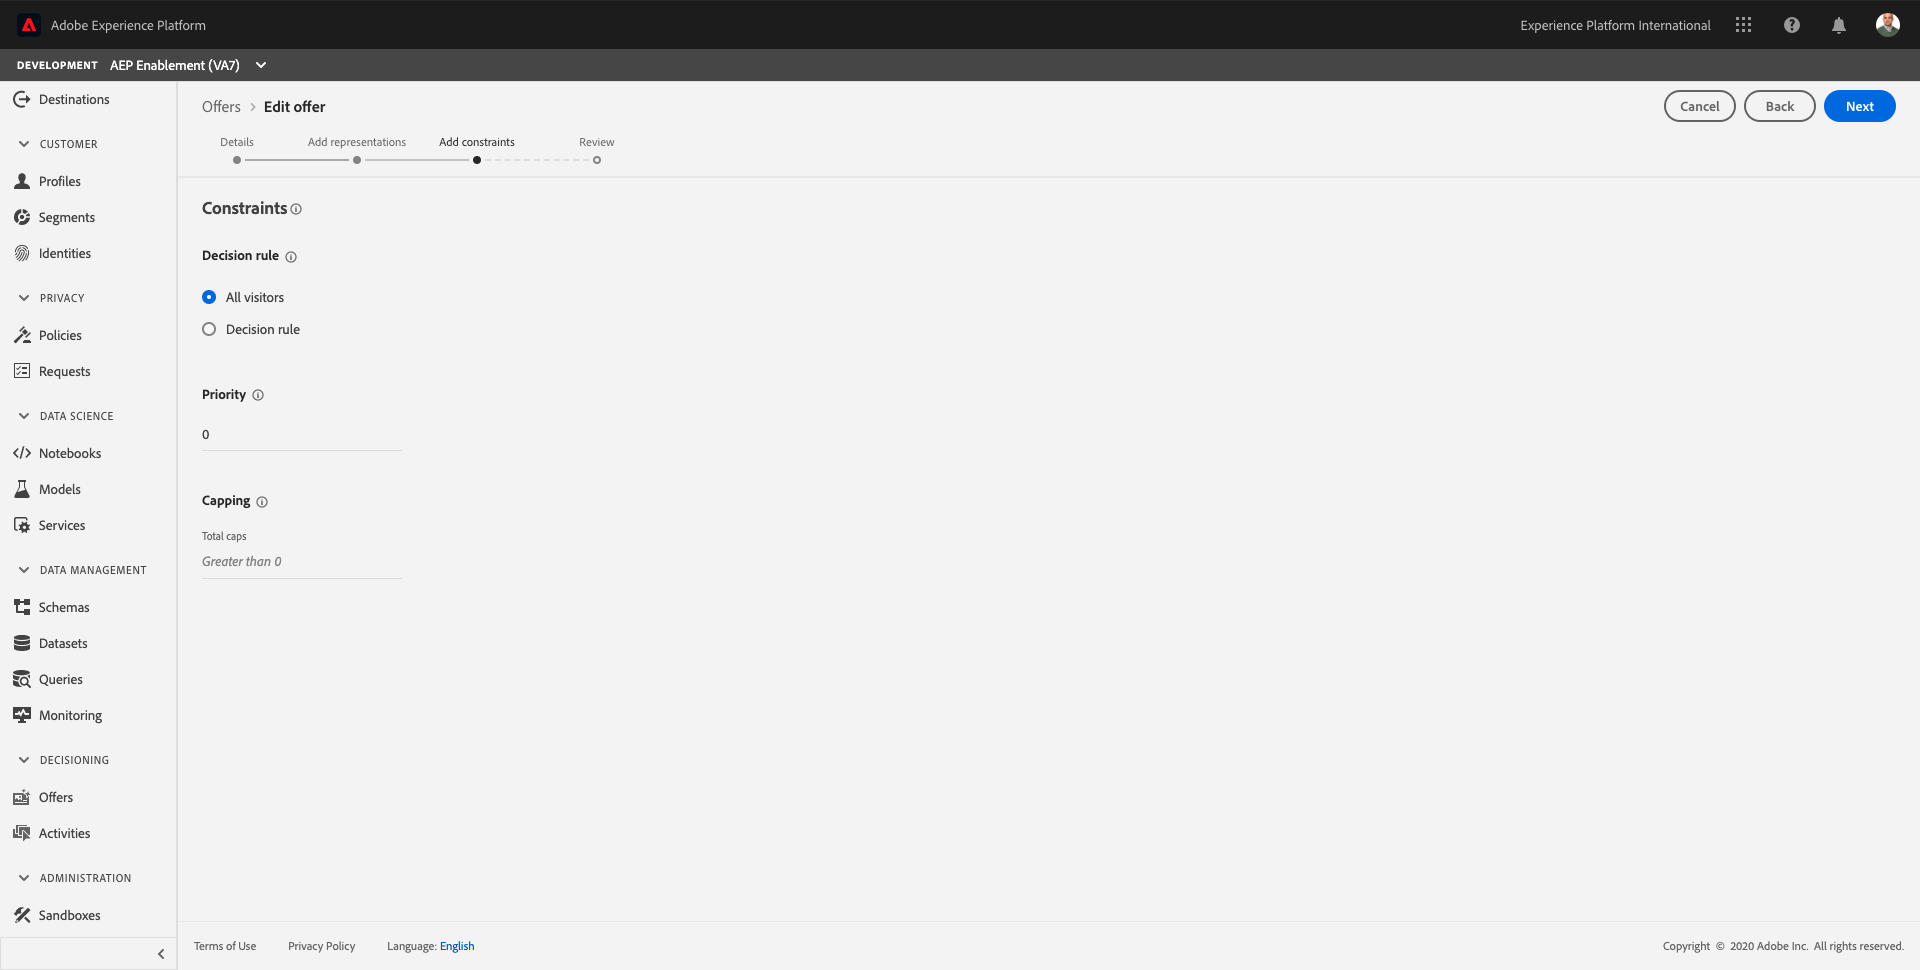 Adobe Experience Platform
Experience Platform International
DEVELOPMENT AEP Enablement (VA7)
Destinations
CUSTOMER
Profiles
Segments
Identities
PRIVACY
Policies
Requests
DATA SCIENCE
Notebooks
Models
Services
DATA MANAGEMENT
Schemas
Datasets
Queries
Monitoring
DECISIONING
Offers
Activities
ADMINISTRATION
Sandboxes
Offers > Edit offer
Cancel
Back
Next
Details
Add representations
Add constraints
Review
Constraints
Decision rule
All visitors
Decision rule
Priority
0
Capping
Total caps
Greater than 0
Terms of Use
Privacy Policy
Language: English
Copyright © 2020 Adobe Inc. All rights reserved.